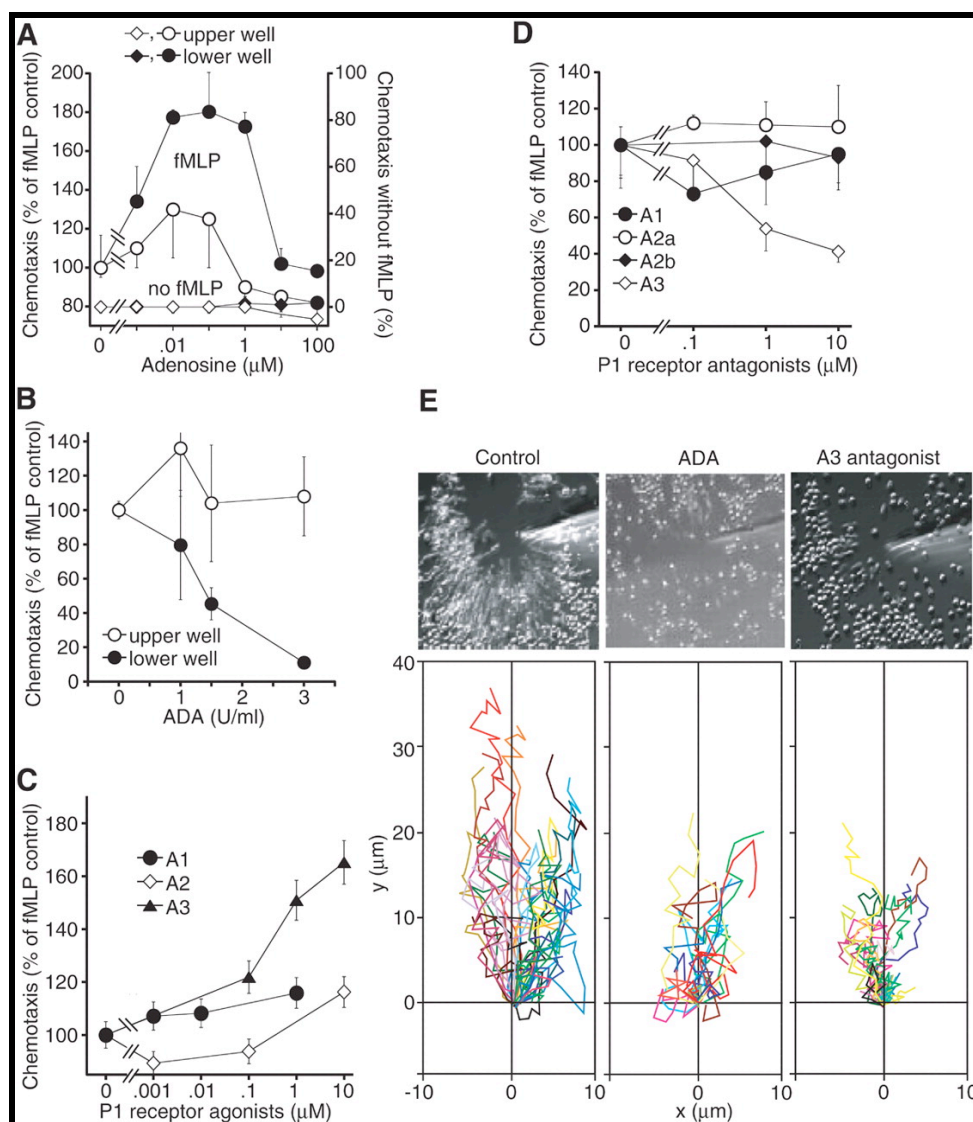 A
◇,○ upper well
◆,● lower well
Chemotaxis (% of fMLP control)
200
180
160
140
120
100
80
fMLP
no fMLP
100
80
60
40
20
0
Chemotaxis without fMLP (%)
0 .01 .1 1 100
Adenosine (µM)
B
Chemotaxis (% of fMLP control)
140
120
100
80
60
40
20
0
upper well
lower well
0 1 2 3
ADA (U/ml)
C
Chemotaxis (% of fMLP control)
180
160
140
120
100
A1
A2
A3
0 .001 .01 .1 1 10
P1 receptor agonists (µM)
D
Chemotaxis (% of fMLP control)
140
120
100
80
60
40
20
0
A1
A2a
A2b
A3
0 .1 1 10
P1 receptor antagonists (µM)
E
Control ADA A3 antagonist
y (µm)
40
30
20
10
0
-10 0 10 0 10 0 10
x (µm)